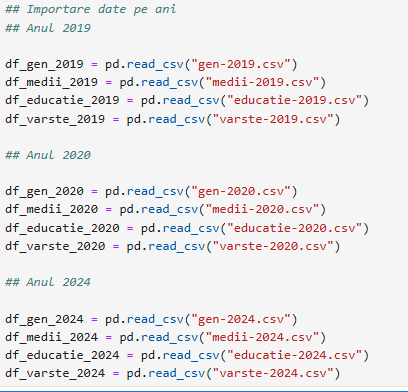 ## Importare date pe ani
## Anul 2019
df_gen_2019 = pd.read_csv("gen-2019.csv")
df_medii_2019 = pd.read_csv("medii-2019.csv")
df_educatie_2019 = pd.read_csv("educatie-2019.csv")
df_varste_2019 = pd.read_csv("varste-2019.csv")
## Anul 2020
df_gen_2020 = pd.read_csv("gen-2020.csv")
df_medii_2020 = pd.read_csv("medii-2020.csv")
df_educatie_2020 = pd.read_csv("educatie-2020.csv")
df_varste_2020 = pd.read_csv("varste-2020.csv")
## Anul 2024
df_gen_2024 = pd.read_csv("gen-2024.csv")
df_medii_2024 = pd.read_csv("medii-2024.csv")
df_educatie_2024 = pd.read_csv("educatie-2024.csv")
df_varste_2024 = pd.read_csv("varste-2024.csv")